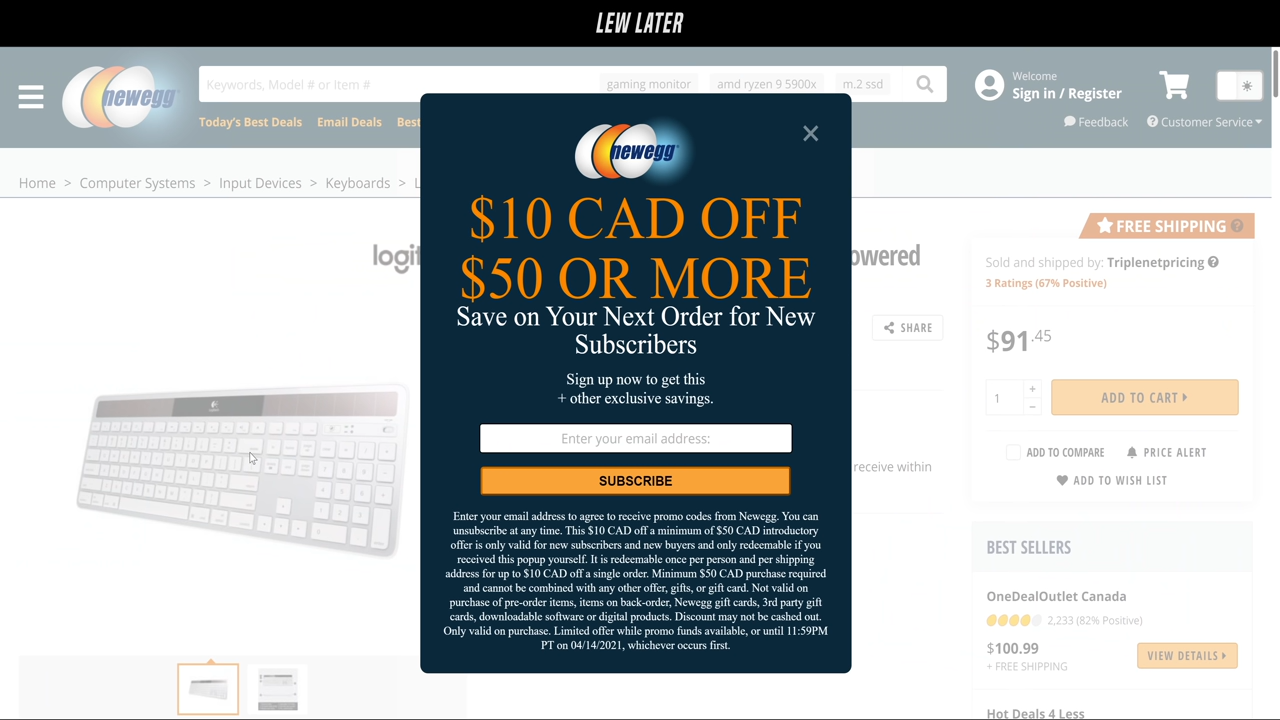 LEW LATER
newegg
Keywords, Model # or Item #
gaming monitor
amd ryzen 9 5900x
m.2 ssd
Welcome
Sign in / Register
Today's Best Deals
Email Deals
Best
Feedback
Customer Service
Home > Computer Systems > Input Devices > Keyboards > L
newegg
$10 CAD OFF
$50 OR MORE
Save on Your Next Order for New
Subscribers
Sign up now to get this
+ other exclusive savings.
Enter your email address:
SUBSCRIBE
Enter your email address to agree to receive promo codes from Newegg. You can
unsubscribe at any time. This $10 CAD off a minimum of $50 CAD introductory
offer is only valid for new subscribers and new buyers and only redeemable if you
received this popup yourself. It is redeemable once per person and per shipping
address for up to $10 CAD off a single order. Minimum $50 CAD purchase required
and cannot be combined with any other offer, gifts, or gift card. Not valid on
purchase of pre-order items, items on back-order, Newegg gift cards, 3rd party gift
cards, downloadable software or digital products. Discount may not be cashed out.
Only valid on purchase. Limited offer while promo funds available, or until 11:59PM
PT on 04/14/2021, whichever occurs first.
logit
owered
SHARE
receive within
FREE SHIPPING
Sold and shipped by: Triplenetpricing
3 Ratings (67% Positive)
$91.45
1
+
−
ADD TO CART
ADD TO COMPARE
PRICE ALERT
ADD TO WISH LIST
BEST SELLERS
OneDealOutlet Canada
2,233 (82% Positive)
$100.99
+ FREE SHIPPING
VIEW DETAILS
Hot Deals 4 Less